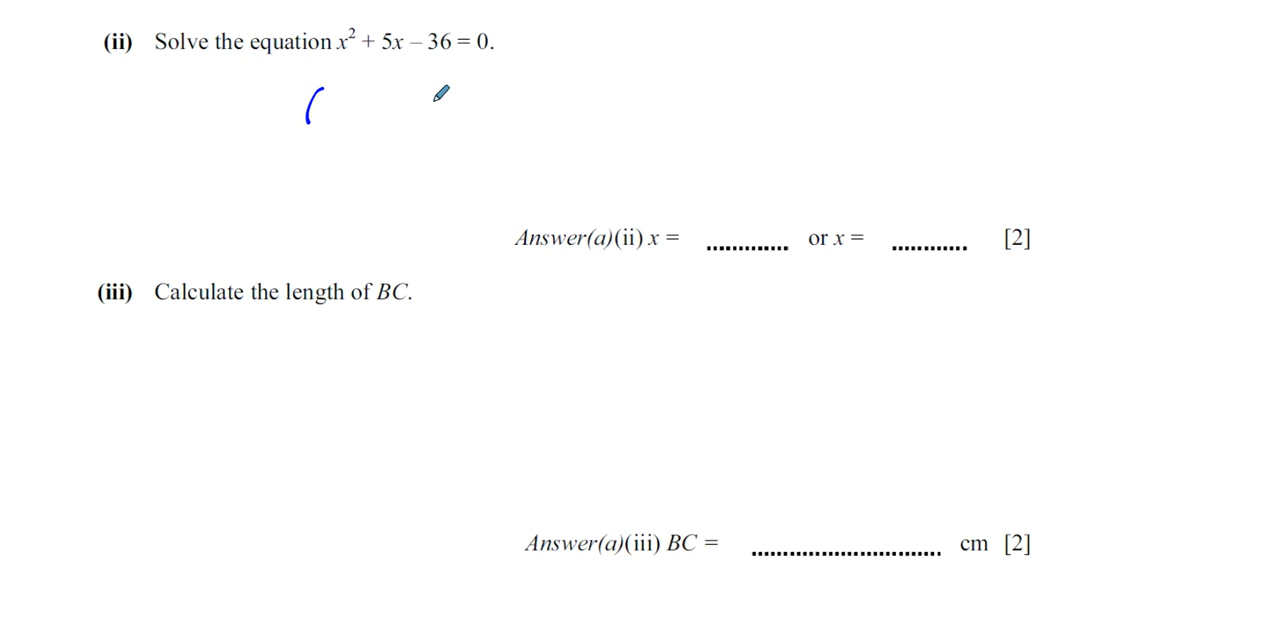 (ii) Solve the equation x² + 5x – 36 = 0.
(
Answer(a)(ii) x = ............. or x = ............ [2]
(iii) Calculate the length of BC.
Answer(a)(iii) BC = ............................... cm [2]